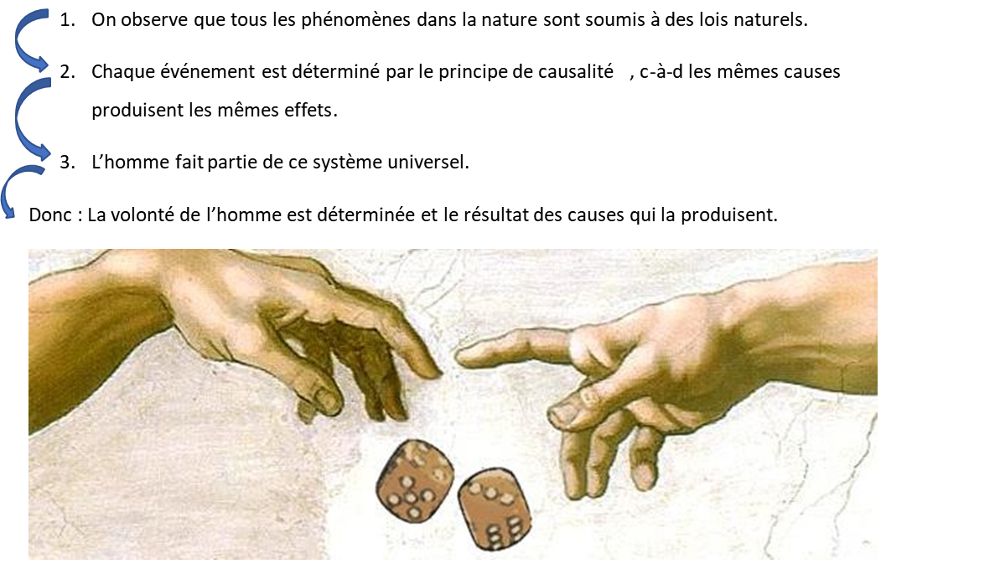 1. On observe que tous les phénomènes dans la nature sont soumis à des lois naturels.
2. Chaque événement est déterminé par le principe de causalité , c-à-d les mêmes causes
produisent les mêmes effets.
3. L’homme fait partie de ce système universel.
Donc : La volonté de l’homme est déterminée et le résultat des causes qui la produisent.